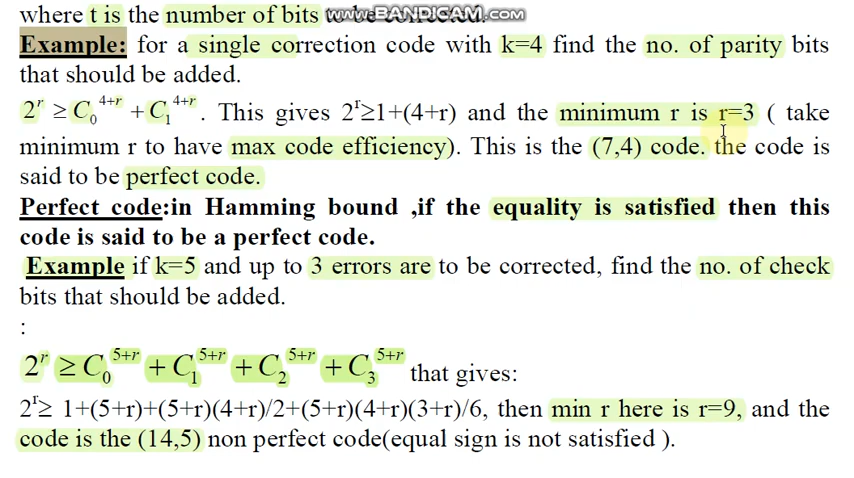 where t is the number of bits to be corrected.
www.BANDICAM.com
Example: for a single correction code with k=4 find the no. of parity bits
that should be added.
2^r ≥ C_0^{4+r} + C_1^{4+r} . This gives 2^r≥1+(4+r) and the minimum r is r=3 ( take
minimum r to have max code efficiency). This is the (7,4) code. the code is
said to be perfect code.
Perfect code:in Hamming bound ,if the equality is satisfied then this
code is said to be a perfect code.
Example if k=5 and up to 3 errors are to be corrected, find the no. of check
bits that should be added.
:
2^r ≥ C_0^{5+r} + C_1^{5+r} + C_2^{5+r} + C_3^{5+r} that gives:
2^r≥ 1+(5+r)+(5+r)(4+r)/2+(5+r)(4+r)(3+r)/6, then min r here is r=9, and the
code is the (14,5) non perfect code(equal sign is not satisfied ).